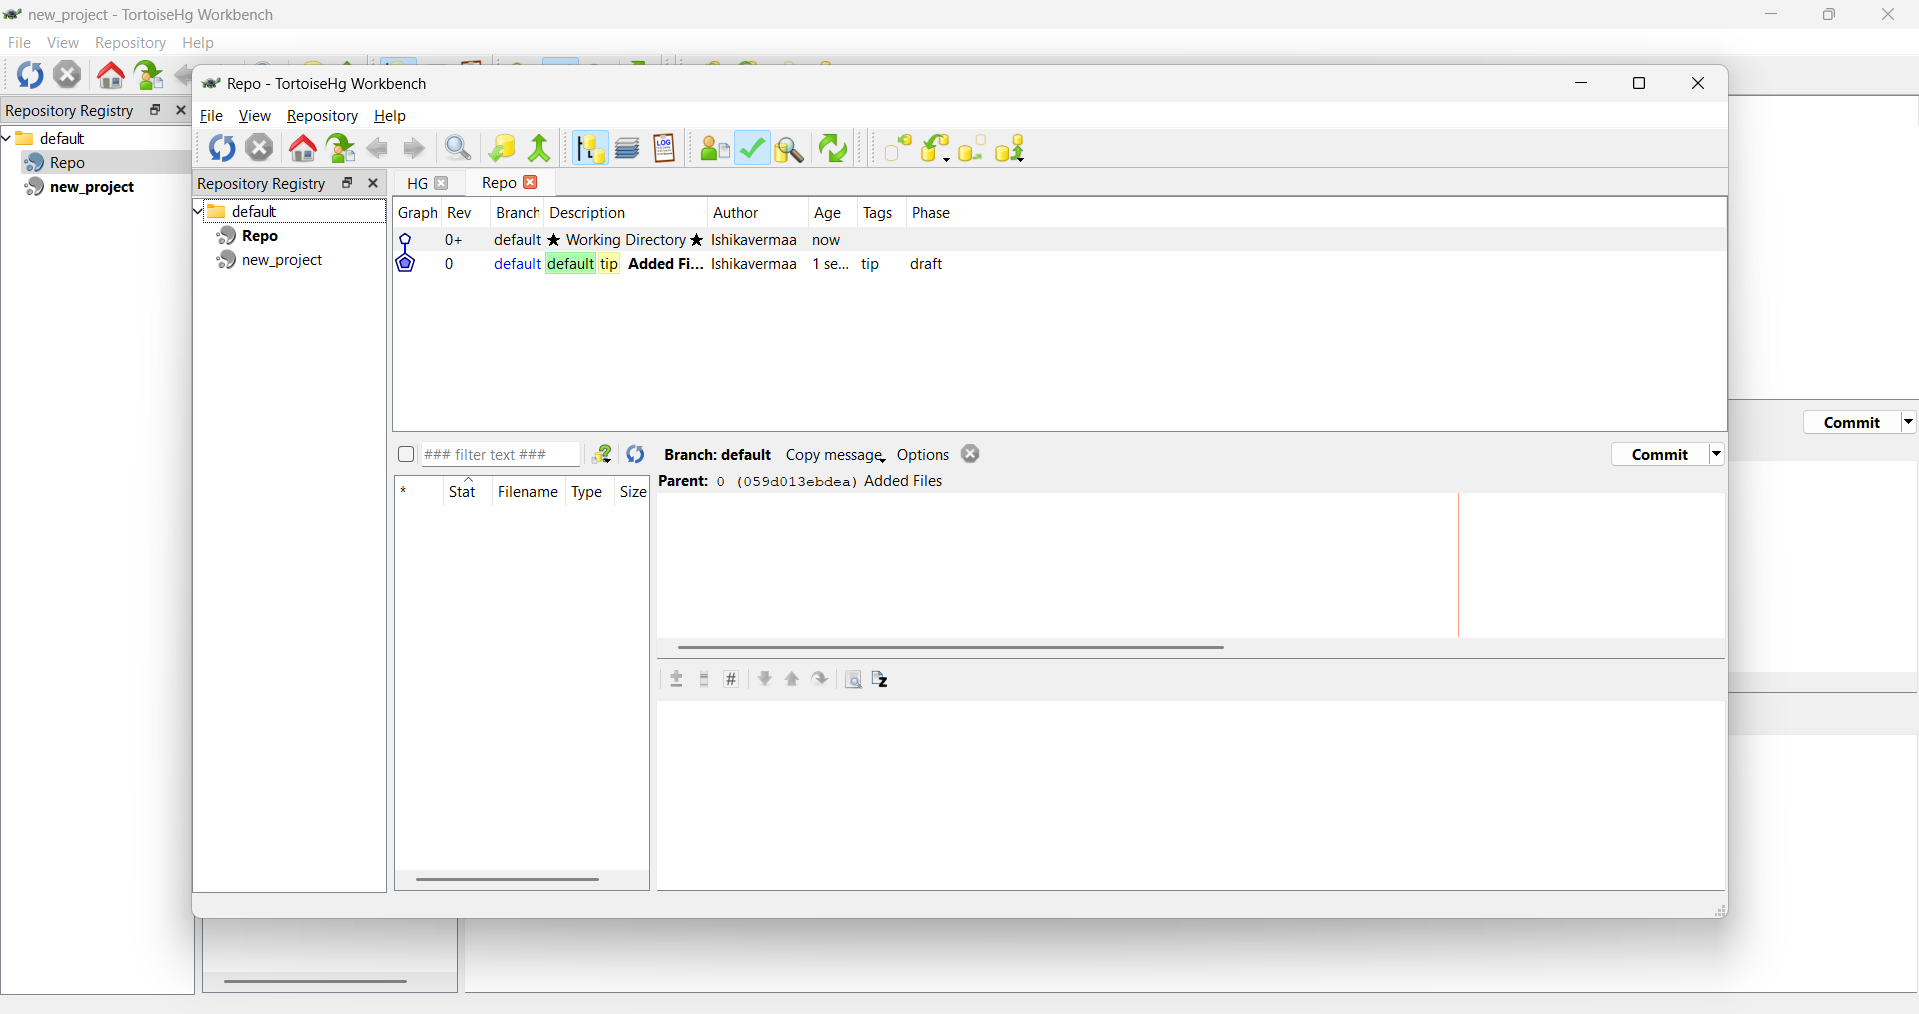 new_project - TortoiseHg Workbench
File View Repository Help
Repository Registry
default
Repo
new_project
Repo - TortoiseHg Workbench
File View Repository Help
LOG
Repository Registry
default
Repo
new_project
HG Repo
Graph Rev Branch Description Author Age Tags Phase
0+ default ★ Working Directory ★ Ishikavermaa now
0 default default tip Added Fi... Ishikavermaa 1 se... tip draft
### filter text ###
Branch: default Copy message Options Commit
Parent: 0 (059d013ebdea) Added Files
* Stat Filename Type Size
#
z
Commit